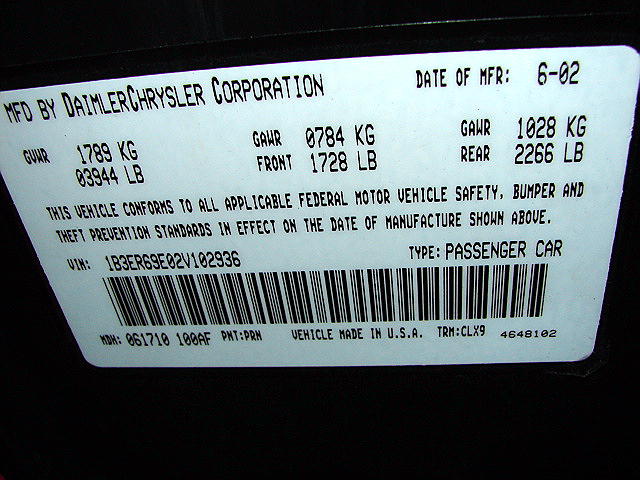 MFD BY DAIMLERCHRYSLER CORPORATION DATE OF MFR: 6-02
GVWR 1789 KG GAWR 0784 KG GAWR 1028 KG
03944 LB FRONT 1728 LB REAR 2266 LB
THIS VEHICLE CONFORMS TO ALL APPLICABLE FEDERAL MOTOR VEHICLE SAFETY, BUMPER AND
THEFT PREVENTION STANDARDS IN EFFECT ON THE DATE OF MANUFACTURE SHOWN ABOVE.
VIN: 1B3ER69E02V102936 TYPE: PASSENGER CAR
MDH: 061710 100AF PNT:PRN VEHICLE MADE IN U.S.A. TRM:CLX9 4648102